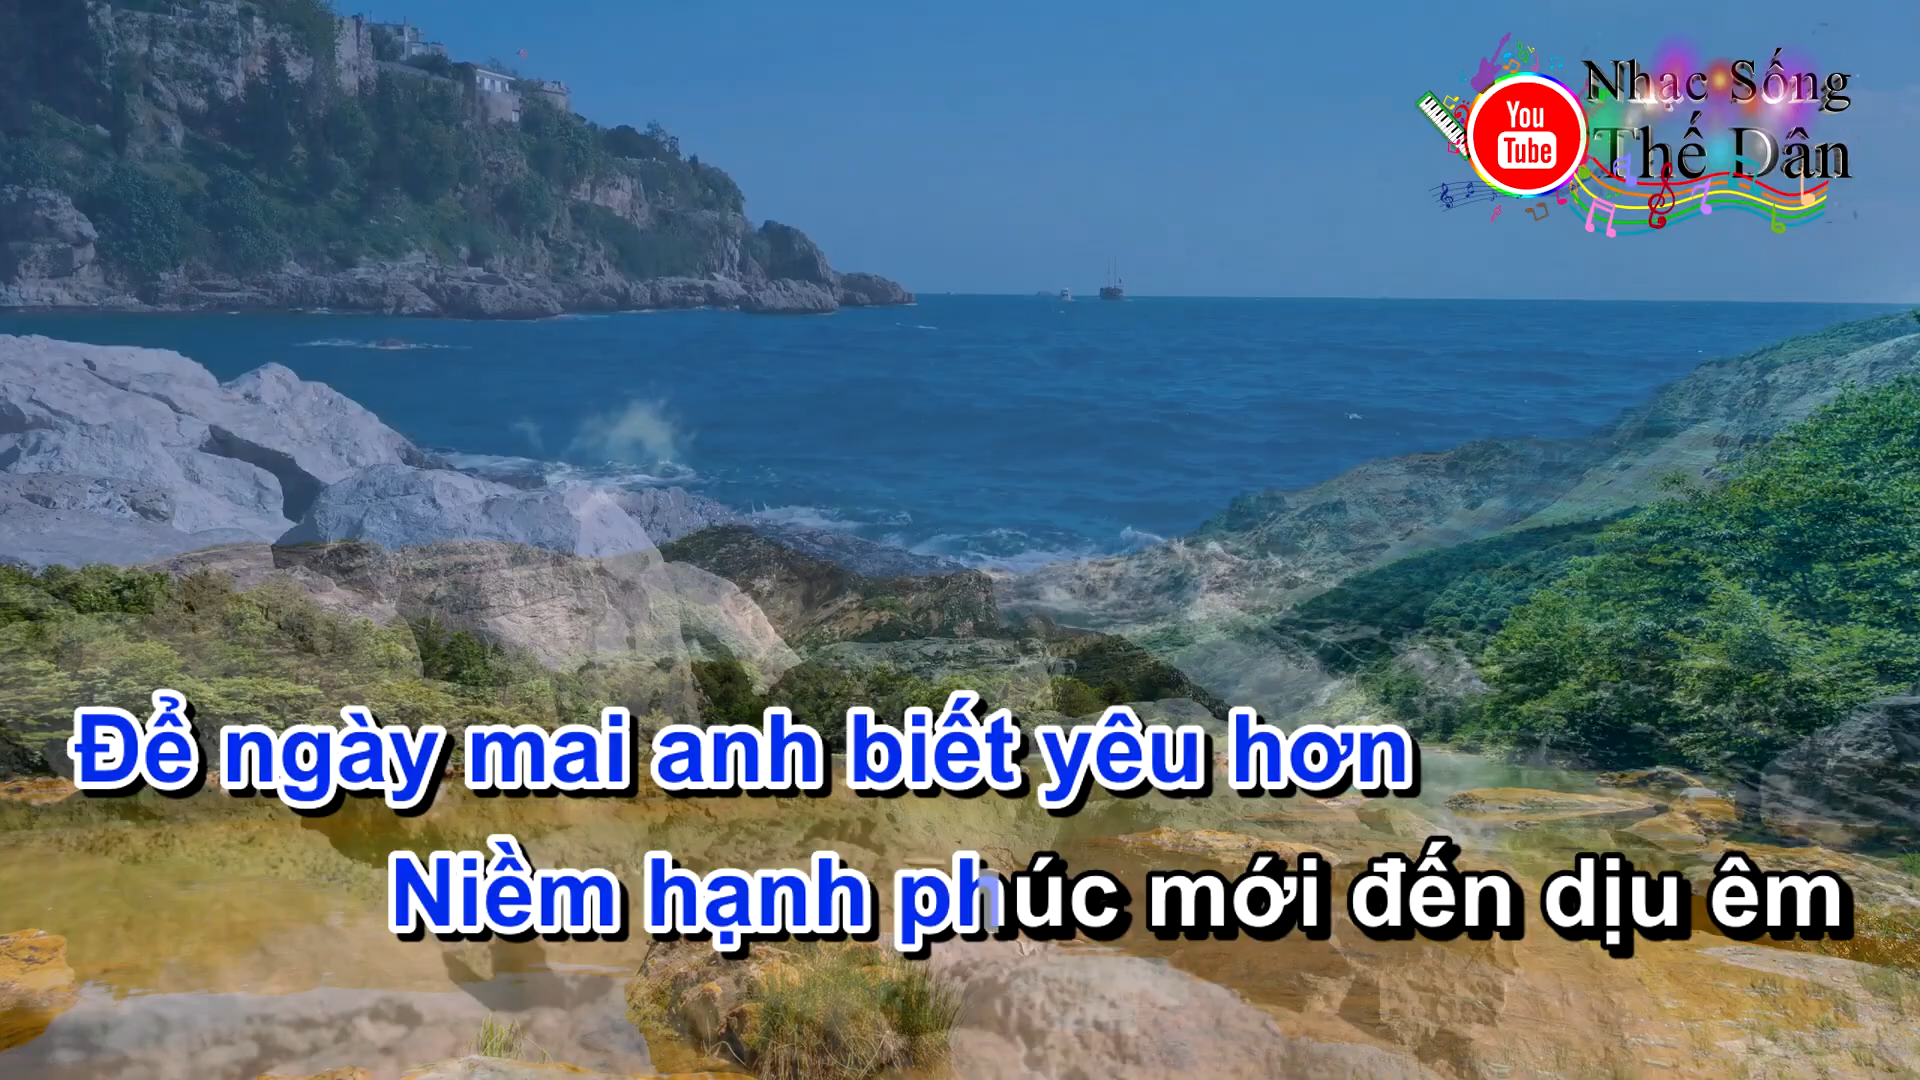 Nhạc Sống
Thế Dân
You
Tube
Để ngày mai anh biết yêu hơn
Niềm hạnh phúc mới đến dịu êm